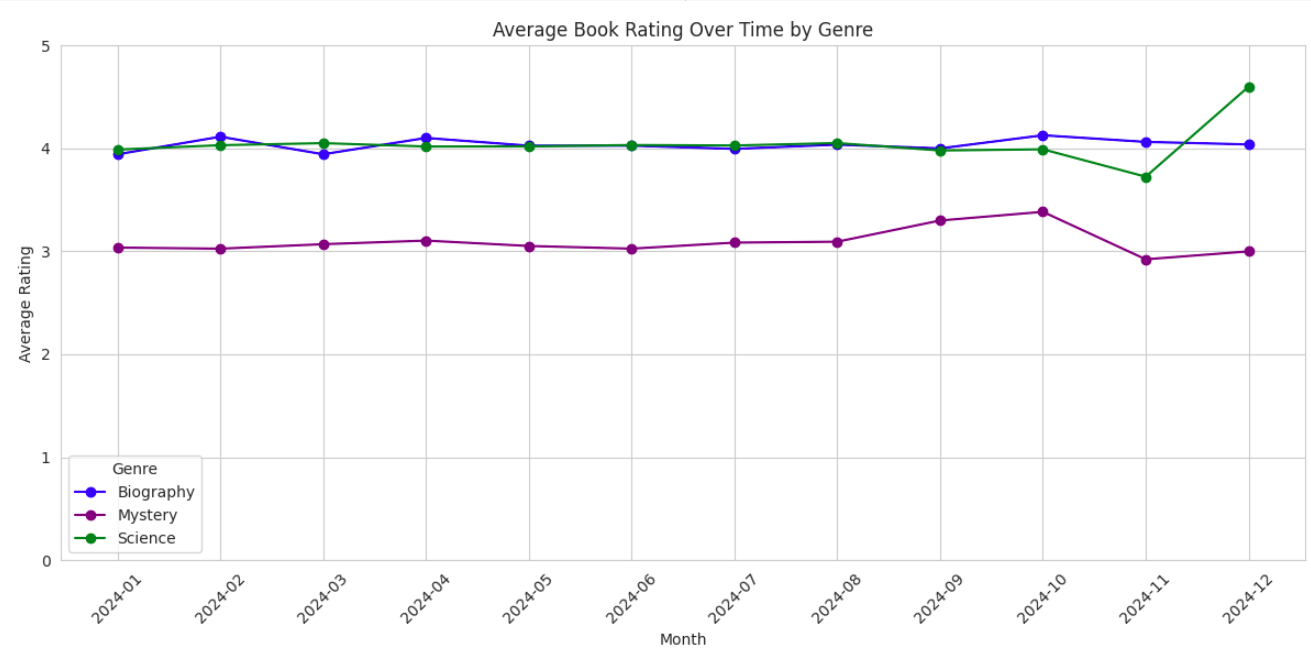 Average Book Rating Over Time by Genre
Average Rating
5
4
3
2
1
0
Genre
Biography
Mystery
Science
2024-01
2024-02
2024-03
2024-04
2024-05
2024-06
2024-07
2024-08
2024-09
2024-10
2024-11
2024-12
Month